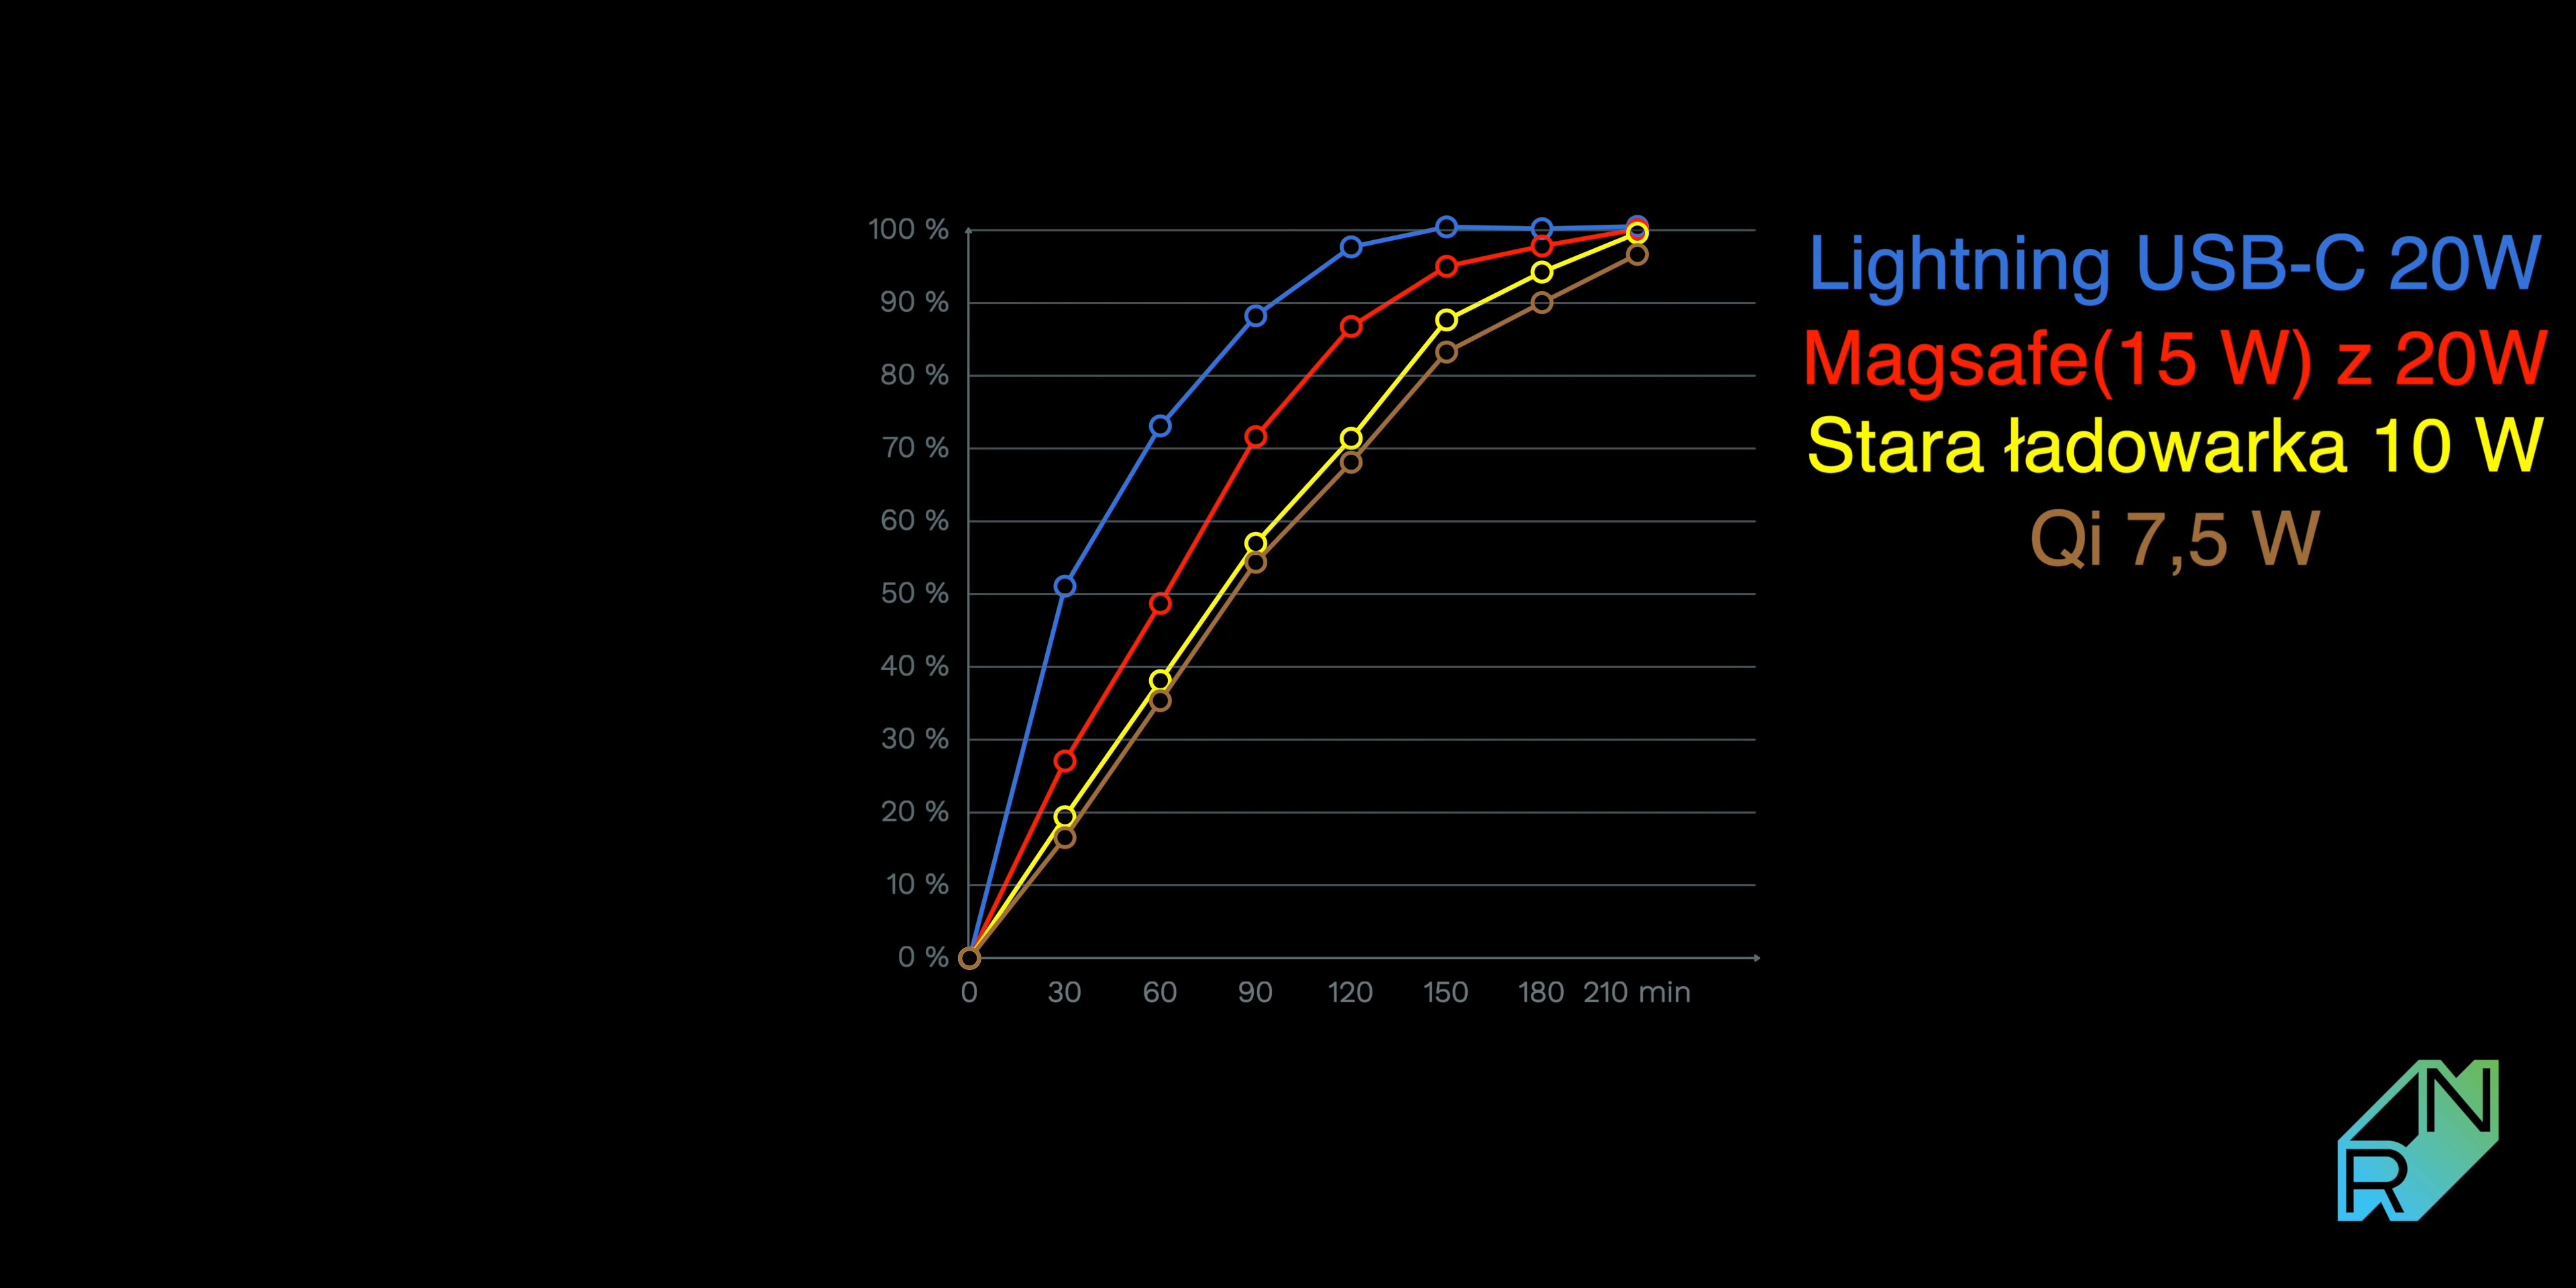 100 %
90 %
80 %
70 %
60 %
50 %
40 %
30 %
20 %
10 %
0 %
0 30 60 90 120 150 180 210 min
Lightning USB-C 20W
Magsafe(15 W) z 20W
Stara ładowarka 10 W
Qi 7,5 W
N
R